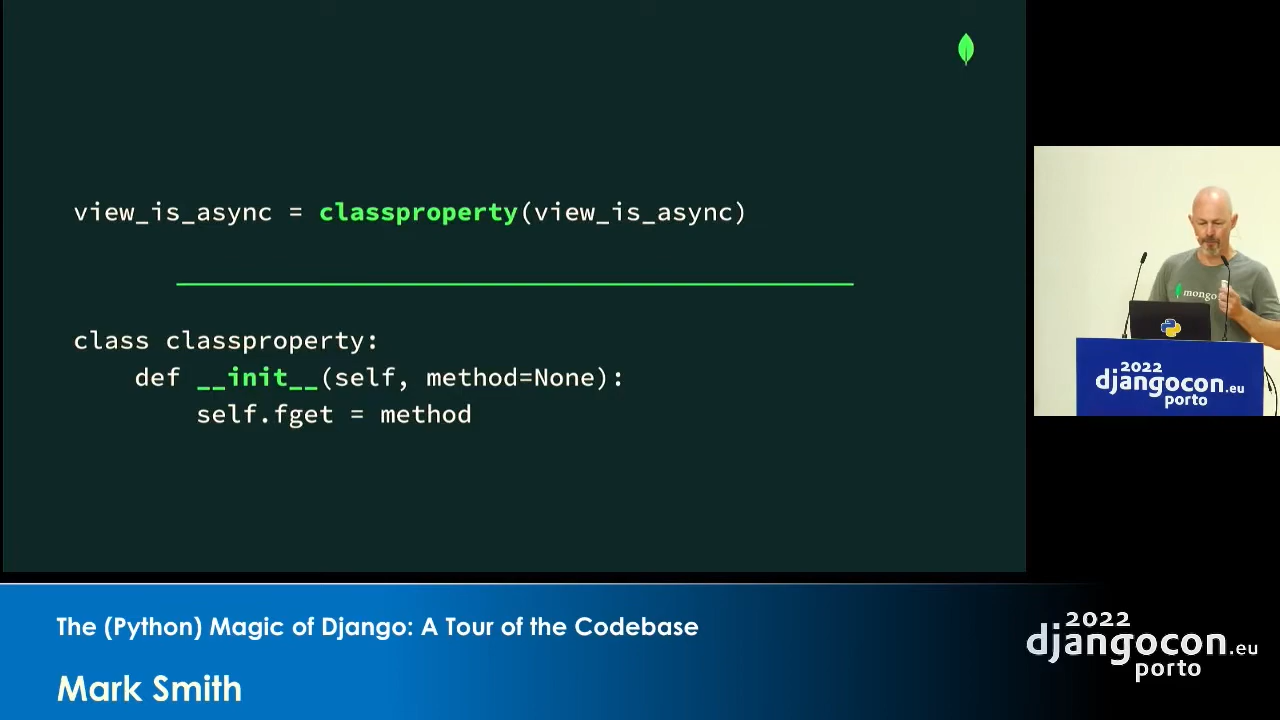 view_is_async = classproperty(view_is_async)
class classproperty:
    def __init__(self, method=None):
        self.fget = method
mongo
2022
djangocon.eu
porto
The (Python) Magic of Django: A Tour of the Codebase
Mark Smith
2022
djangocon.eu
porto